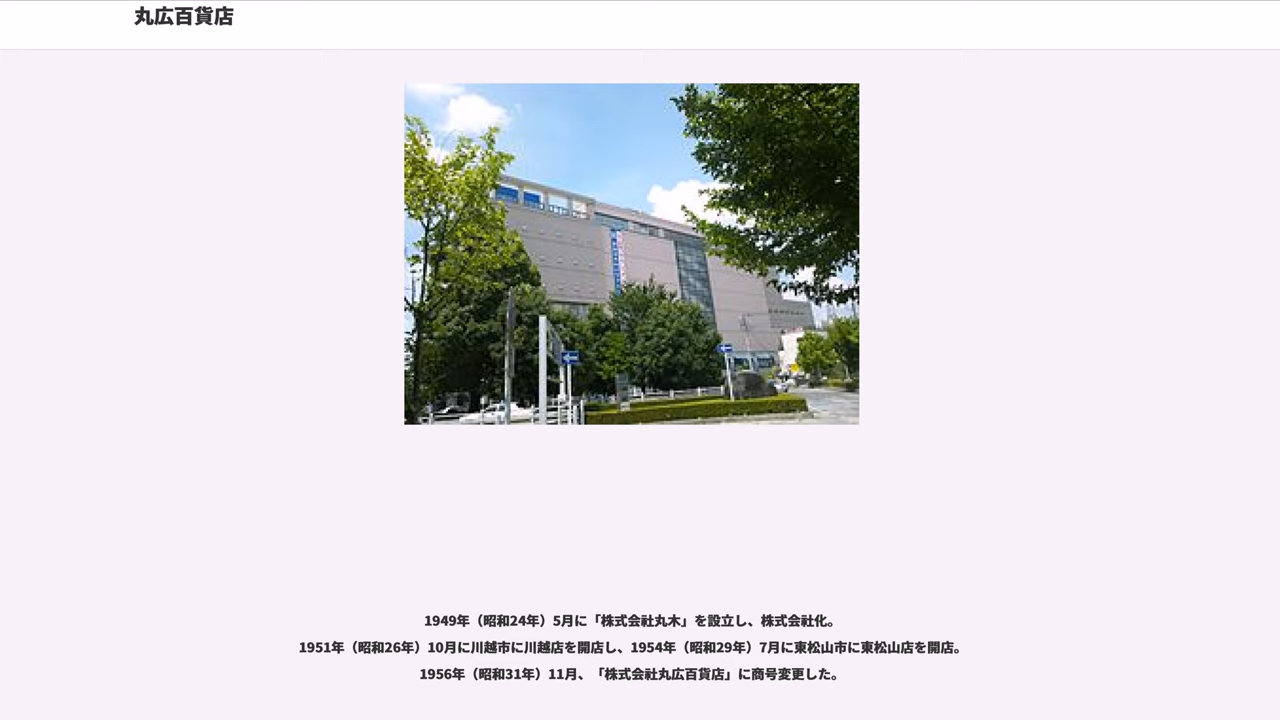 丸広百貨店
1949年（昭和24年）5月に「株式会社丸木」を設立し、株式会社化。
1951年（昭和26年）10月に川越市に川越店を開店し、1954年（昭和29年）7月に東松山市に東松山店を開店。
1956年（昭和31年）11月、「株式会社丸広百貨店」に商号変更した。